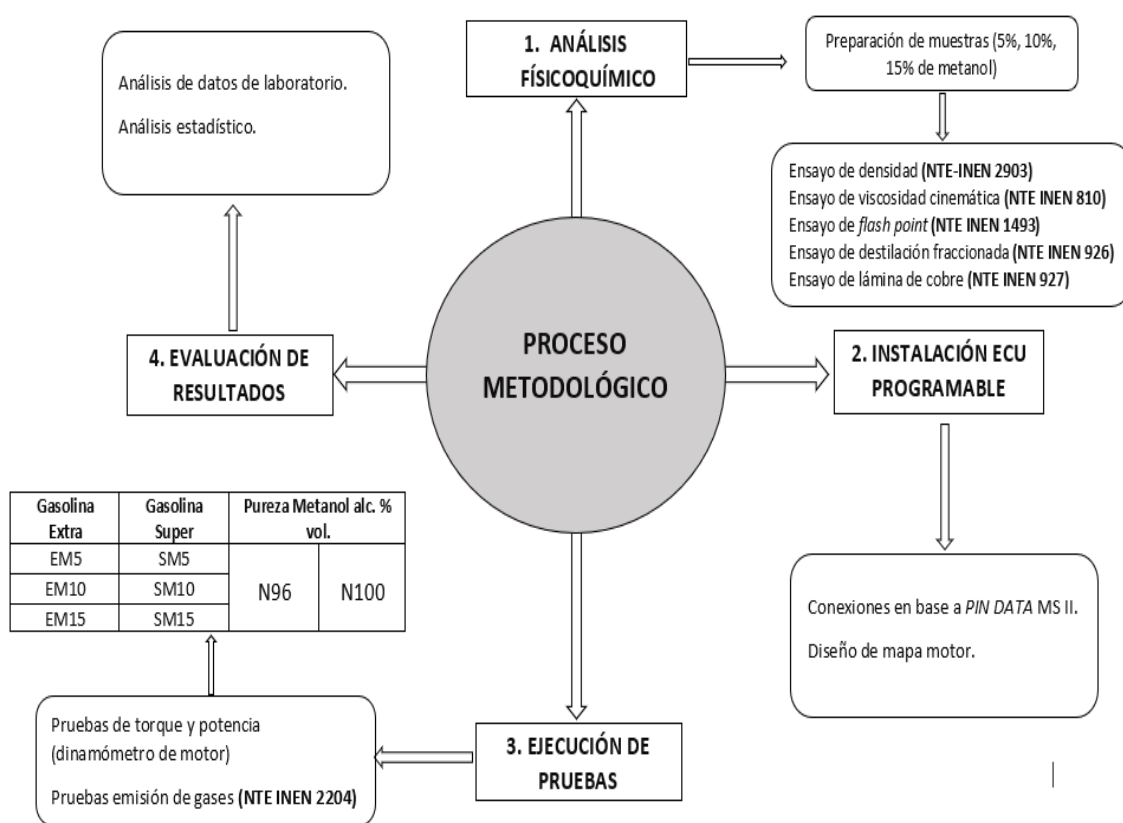 1. ANÁLISIS
FÍSICOQUÍMICO
Preparación de muestras (5%, 10%,
15% de metanol)
Ensayo de densidad (NTE-INEN 2903)
Ensayo de viscosidad cinemática (NTE INEN 810)
Ensayo de flash point (NTE INEN 1493)
Ensayo de destilación fraccionada (NTE INEN 926)
Ensayo de lámina de cobre (NTE INEN 927)
PROCESO
METODOLÓGICO
2. INSTALACIÓN ECU
PROGRAMABLE
Conexiones en base a PIN DATA MS II.
Diseño de mapa motor.
3. EJECUCIÓN DE
PRUEBAS
Pruebas de torque y potencia
(dinamómetro de motor)
Pruebas emisión de gases (NTE INEN 2204)
Gasolina Extra | Gasolina Super | Pureza Metanol alc. % vol.
EM5 | SM5 | N96 | N100
EM10 | SM10
EM15 | SM15
4. EVALUACIÓN DE
RESULTADOS
Análisis de datos de laboratorio.
Análisis estadístico.